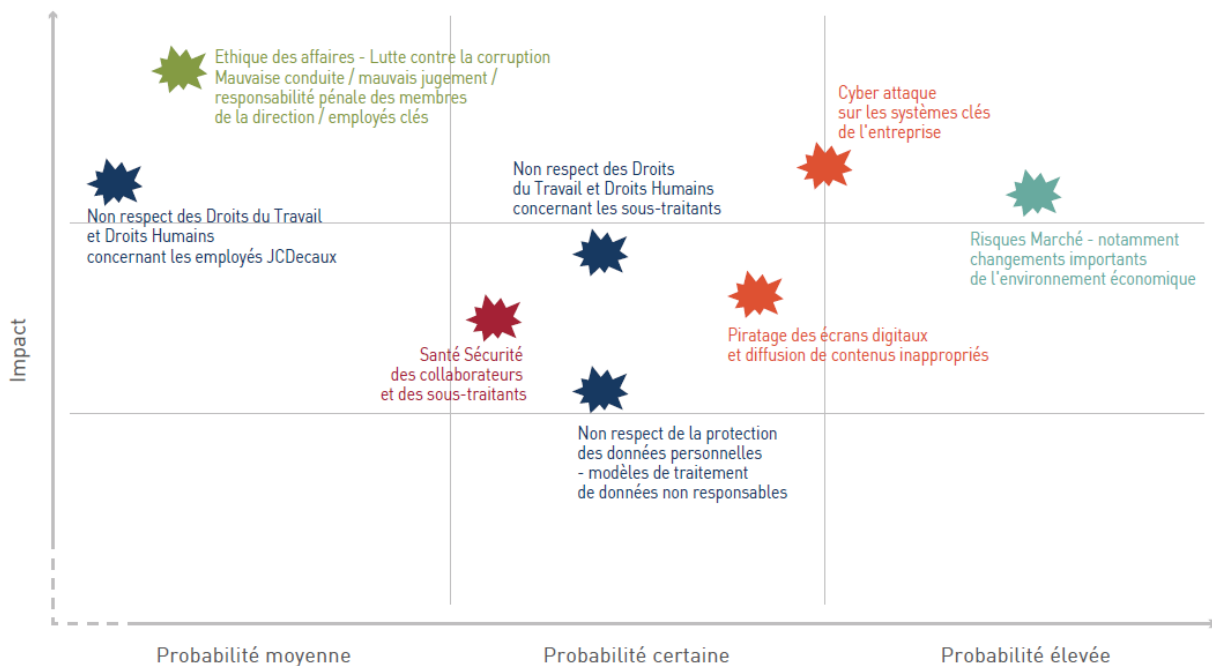 Ethique des affaires - Lutte contre la corruption
Mauvaise conduite / mauvais jugement /
responsabilité pénale des membres
de la direction / employés clés
Cyber attaque
sur les systèmes clés
de l'entreprise
Non respect des Droits
du Travail et Droits Humains
concernant les sous-traitants
Non respect des Droits du Travail
et Droits Humains
concernant les employés JCDecaux
Risques Marché - notamment
changements importants
de l'environnement économique
Impact
Santé Sécurité
des collaborateurs
et des sous-traitants
Piratage des écrans digitaux
et diffusion de contenus inappropriés
Non respect de la protection
des données personnelles
- modèles de traitement
de données non responsables
Probabilité moyenne
Probabilité certaine
Probabilité élevée